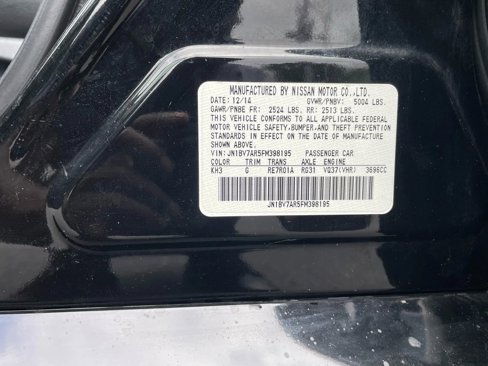 MANUFACTURED BY NISSAN MOTOR CO.,LTD.
DATE: 12/14 GVWR/PNBV: 5004 LBS.
GAWR/PNBE FR: 2524 LBS. RR: 2513 LBS.
THIS VEHICLE CONFORMS TO ALL APPLICABLE FEDERAL
MOTOR VEHICLE SAFETY,BUMPER,AND THEFT PREVENTION
STANDARDS IN EFFECT ON THE DATE OF MANUFACTURE
SHOWN ABOVE.
VIN: JN1BV7AR5FM398195 PASSENGER CAR
COLOR TRIM TRANS AXLE ENGINE
KH3 G RE7R01A RG31 VQ37(VHR) 3696CC
JN1BV7AR5FM398195